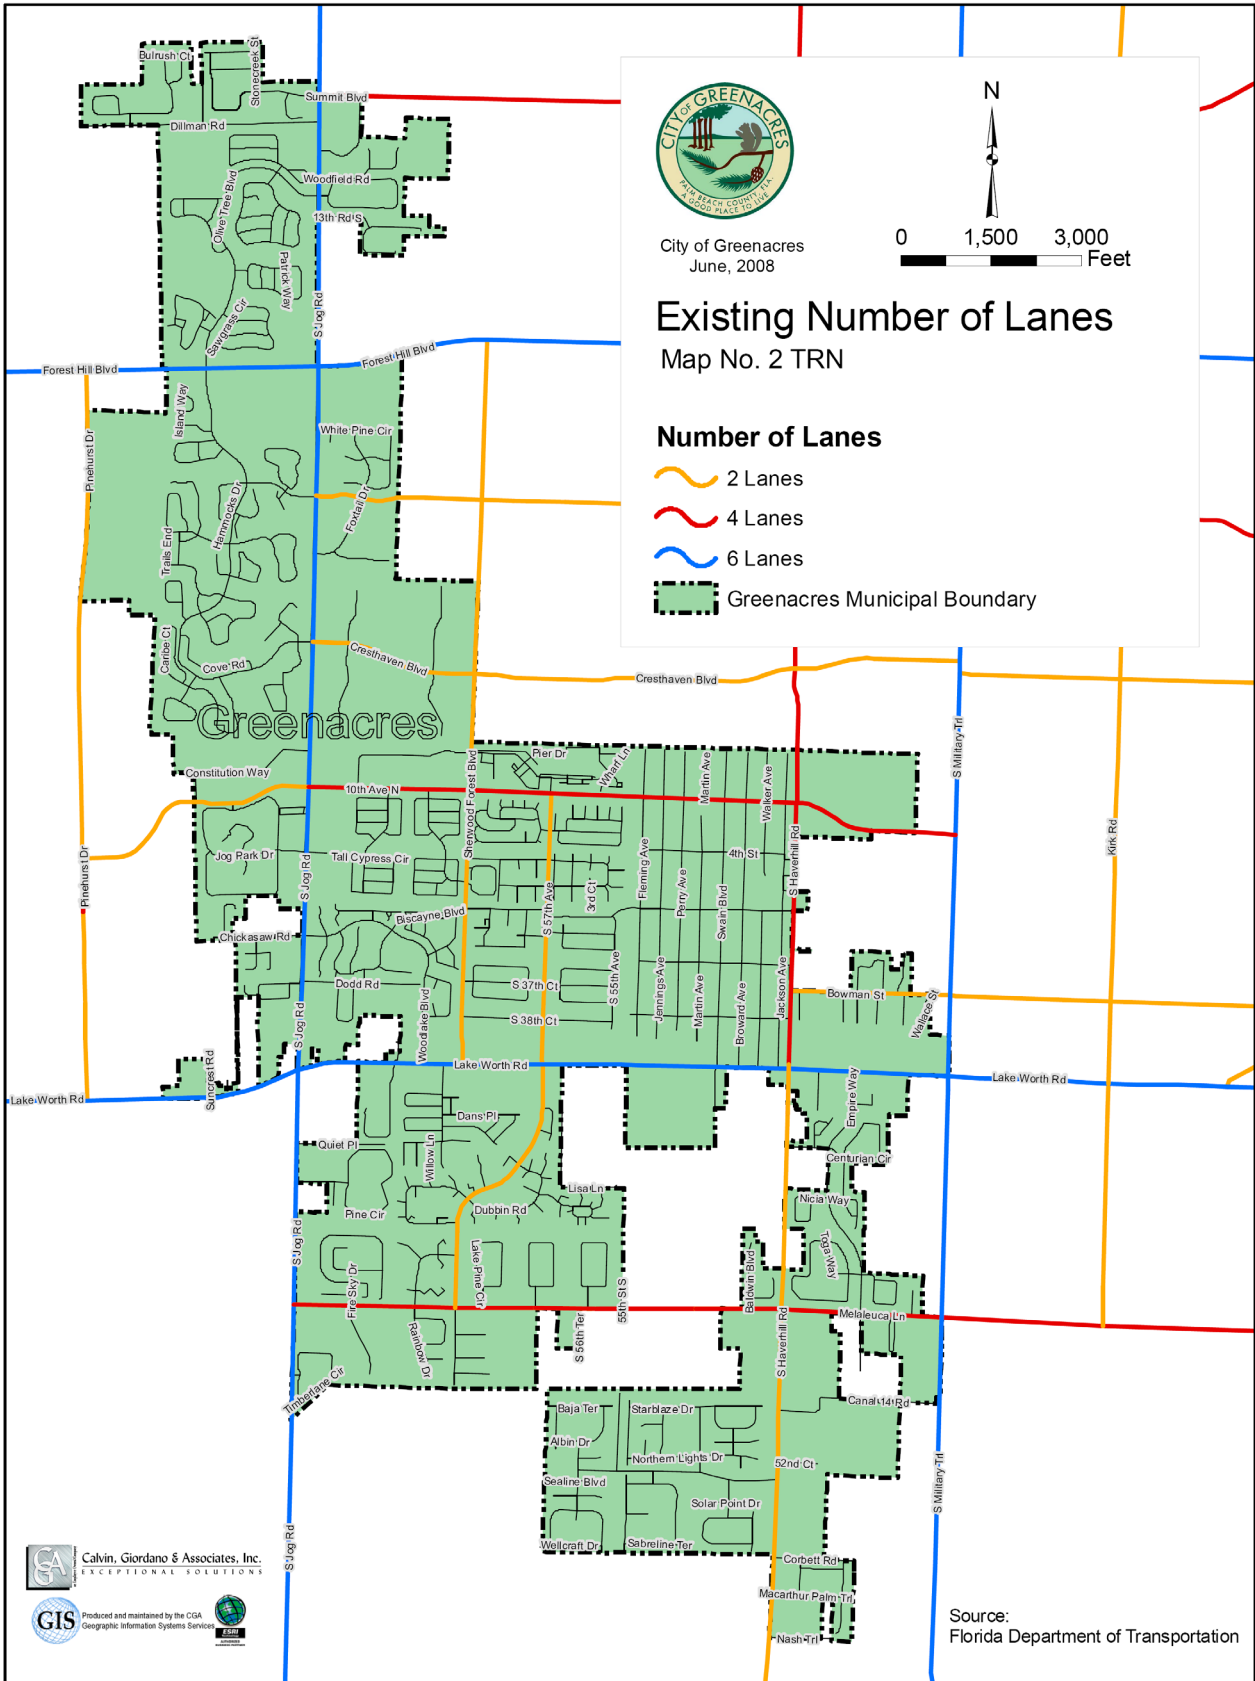 Bulrush Ct
Stonecreek St
Summit Blvd
Dillman Rd
Woodfield Rd
Olive Tree Blvd
13th Rd S
Patrick Way
S Jog Rd
Sawgrass Cir
Forest Hill Blvd
Forest Hill Blvd
CITY OF GREENACRES
PALM BEACH COUNTY, FLA.
A GOOD PLACE TO LIVE
City of Greenacres
June, 2008
N
0 1,500 3,000
Feet
Existing Number of Lanes
Map No. 2 TRN
Number of Lanes
2 Lanes
4 Lanes
6 Lanes
Greenacres Municipal Boundary
Island Way
White Pine Cir
Pinehurst Dr
Hammocks Dr
Foxtail Dr
Trails End
Caribe Ct
Cove Rd
Cresthaven Blvd
Cresthaven Blvd
Greenacres
S Military Trl
Constitution Way
Pier Dr
Wharf Ln
Martin Ave
Walker Ave
10th Ave N
Sherwood Forest Blvd
Kirk Rd
Jog Park Dr
Tall Cypress Cir
4th St
S Haverhill Rd
Pinehurst Dr
S Jog Rd
S 57th Ave
3rd Ct
Fleming Ave
Perry Ave
Swain Blvd
Biscayne Blvd
Chickasaw Rd
Dodd Rd
S 37th Ct
S 55th Ave
Jennings Ave
Martin Ave
Broward Ave
Jackson Ave
Bowman St
Wallace St
S Jog Rd
Woodlake Blvd
S 38th Ct
Suncrest Rd
Lake Worth Rd
Lake Worth Rd
Lake Worth Rd
Empire Way
Dans Pl
Quiet Pl
Willow Ln
Centurian Cir
Lisa Ln
Nicia Way
Pine Cir
Dubbin Rd
S Jog Rd
Toga Way
Lake Pine Cir
Baldwin Blvd
Fire Sky Dr
55th St S
Melaleuca Ln
Rainbow Dr
S 56th Ter
S Haverhill Rd
Timberlane Cir
Canal 14 Rd
Baja Ter
Starblaze Dr
Albin Dr
Northern Lights Dr
52nd Ct
Sealine Blvd
S Military Trl
Solar Point Dr
S Jog Rd
Wellcraft Dr
Sabreline Ter
Corbett Rd
Macarthur Palm Trl
Nash Trl
CGA
Calvin, Giordano & Associates, Inc.
EXCEPTIONAL SOLUTIONS
GIS
Produced and maintained by the CGA
Geographic Information Systems Services
ESRI
Source:
Florida Department of Transportation